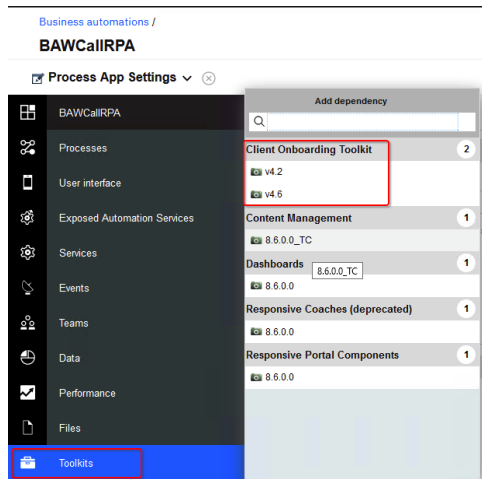 Business automations /
BAWCallRPA
Process App Settings
BAWCallRPA
Processes
User interface
Exposed Automation Services
Services
Events
Teams
Data
Performance
Files
Toolkits
Add dependency
Client Onboarding Toolkit 2
v4.2
v4.6
Content Management 1
8.6.0.0_TC
Dashboards 1
8.6.0.0_TC
8.6.0.0
Responsive Coaches (deprecated) 1
8.6.0.0
Responsive Portal Components 1
8.6.0.0